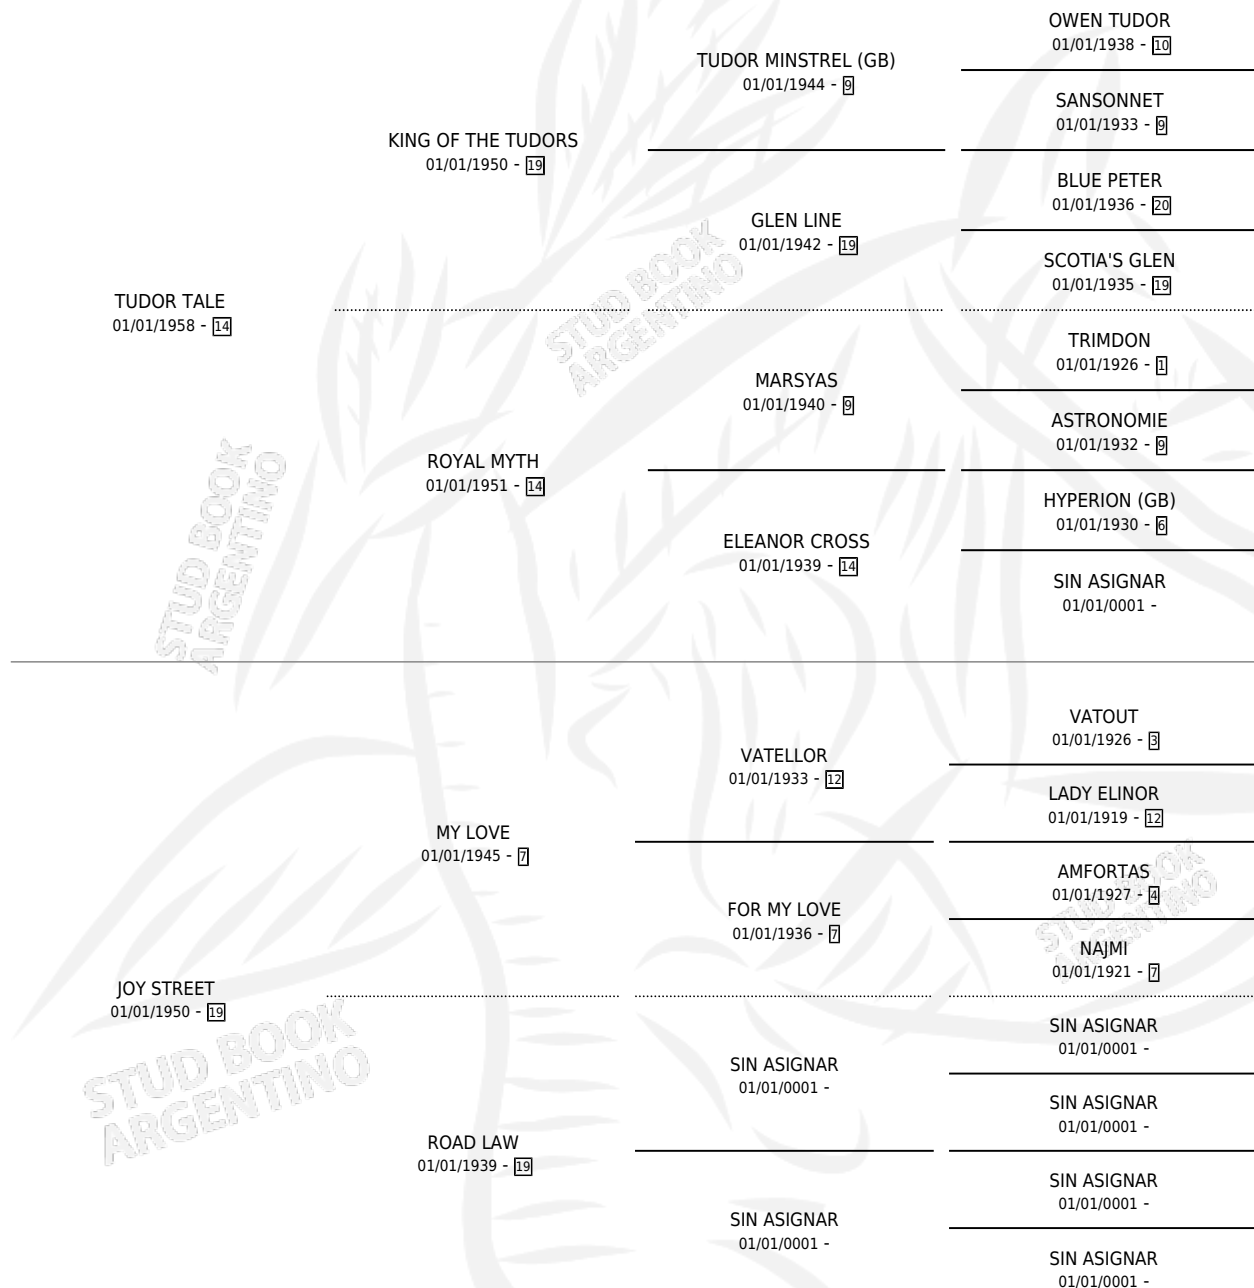 OWEN TUDOR
01/01/1938 - 10
TUDOR MINSTREL (GB)
01/01/1944 - 9
SANSONNET
01/01/1933 - 9
KING OF THE TUDORS
01/01/1950 - 19
BLUE PETER
01/01/1936 - 20
GLEN LINE
01/01/1942 - 19
SCOTIA'S GLEN
01/01/1935 - 19
TUDOR TALE
01/01/1958 - 14
TRIMDON
01/01/1926 - 1
MARSYAS
01/01/1940 - 9
ASTRONOMIE
01/01/1932 - 9
ROYAL MYTH
01/01/1951 - 14
HYPERION (GB)
01/01/1930 - 6
ELEANOR CROSS
01/01/1939 - 14
SIN ASIGNAR
01/01/0001 -
VATOUT
01/01/1926 - 3
VATELLOR
01/01/1933 - 12
LADY ELINOR
01/01/1919 - 12
MY LOVE
01/01/1945 - 7
AMFORTAS
01/01/1927 - 4
FOR MY LOVE
01/01/1936 - 7
NAJMI
01/01/1921 - 7
JOY STREET
01/01/1950 - 19
SIN ASIGNAR
01/01/0001 -
SIN ASIGNAR
01/01/0001 -
SIN ASIGNAR
01/01/0001 -
ROAD LAW
01/01/1939 - 19
SIN ASIGNAR
01/01/0001 -
SIN ASIGNAR
01/01/0001 -
SIN ASIGNAR
01/01/0001 -
STUD BOOK
ARGENTINO
STUD BOOK
ARGENTINO
STUD BOOK
ARGENTINO
STUD BOOK
ARGENTINO